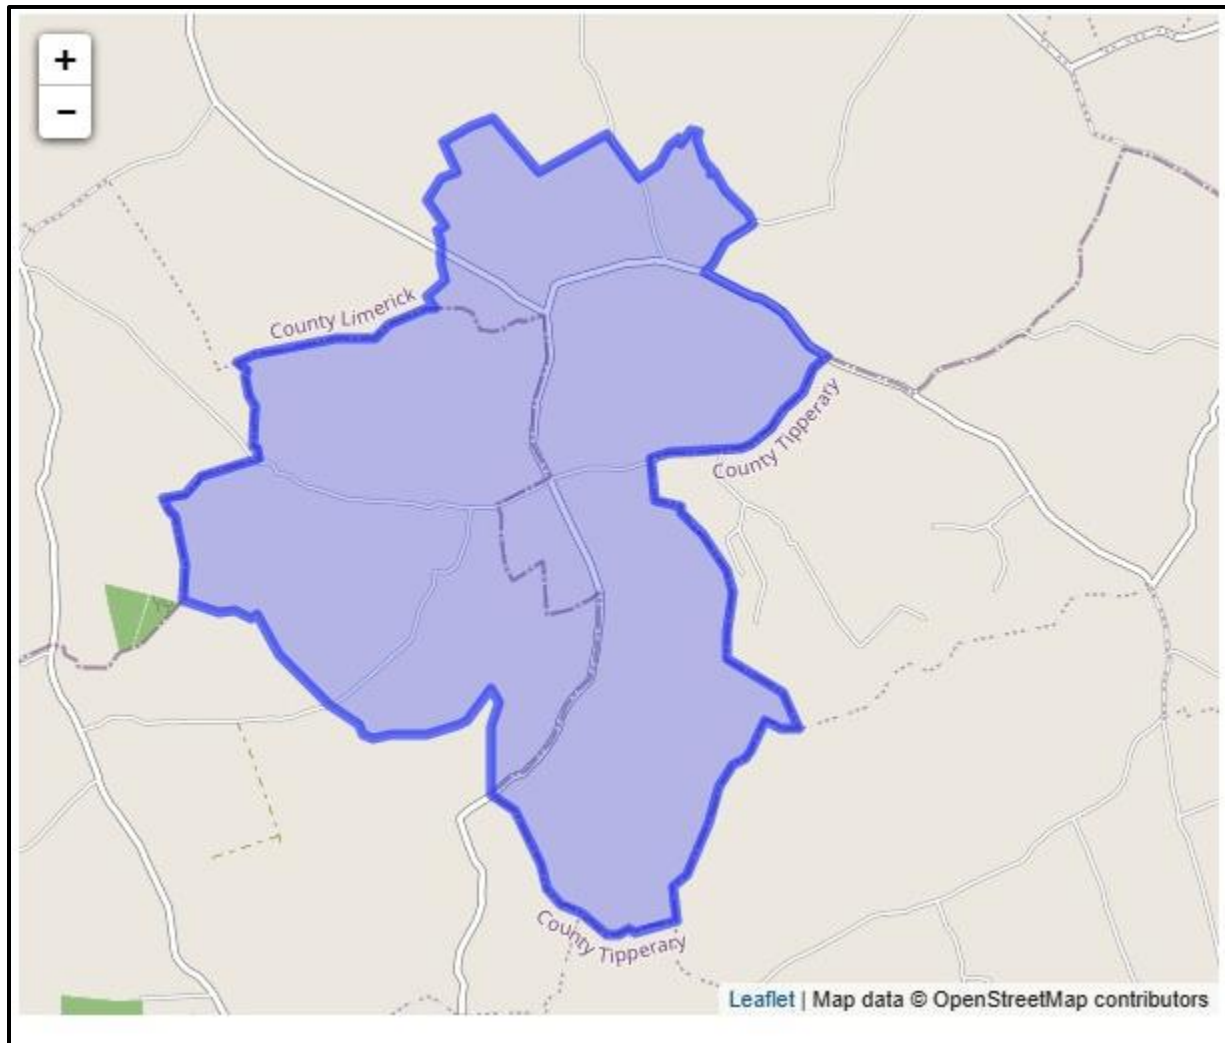 +
−
County Limerick
County Tipperary
County Tipperary
Leaflet | Map data © OpenStreetMap contributors